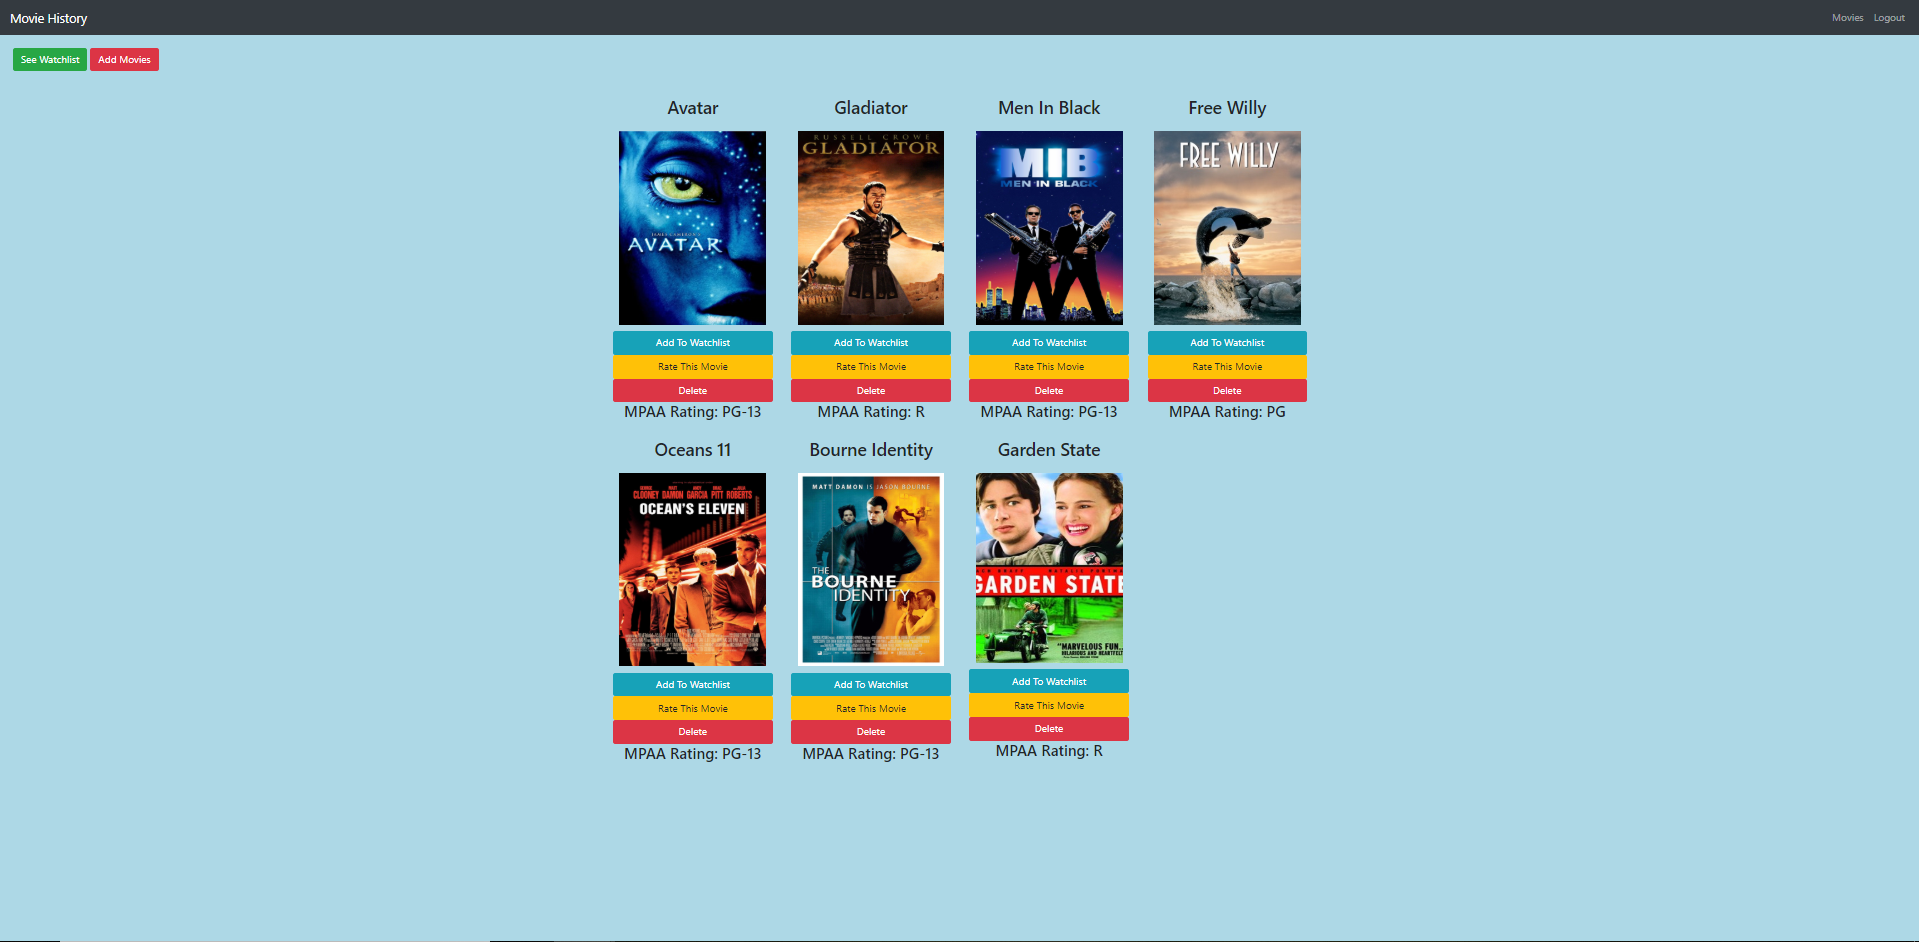 Movie History
Movies Logout
See Watchlist Add Movies
Avatar Gladiator Men In Black Free Willy
RUSSELL CROWE
GLADIATOR
MIB
MEN IN BLACK
FREE WILLY
JAMES CAMERON'S
AVATAR
Add To Watchlist Add To Watchlist Add To Watchlist Add To Watchlist
Rate This Movie Rate This Movie Rate This Movie Rate This Movie
Delete Delete Delete Delete
MPAA Rating: PG-13 MPAA Rating: R MPAA Rating: PG-13 MPAA Rating: PG
Oceans 11 Bourne Identity Garden State
CLOONEY DAMON GARCIA PITT ROBERTS
OCEAN'S ELEVEN
MATT DAMON IS JASON BOURNE
THE
BOURNE
IDENTITY
GARDEN STATE
"MARVELOUS FUN...
HILARIOUS AND HEARTFELT
Add To Watchlist Add To Watchlist Add To Watchlist
Rate This Movie Rate This Movie Rate This Movie
Delete Delete Delete
MPAA Rating: PG-13 MPAA Rating: PG-13 MPAA Rating: R